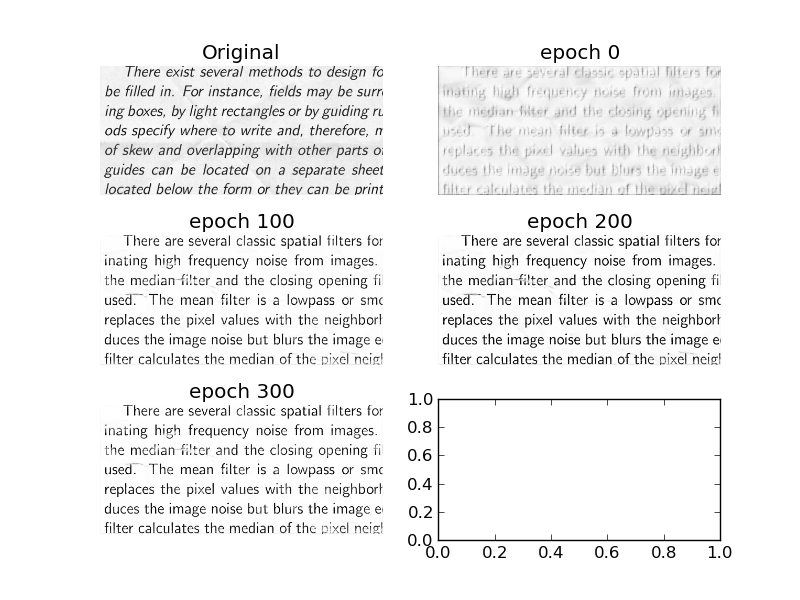 Original
There exist several methods to design fo
be filled in. For instance, fields may be surr
ing boxes, by light rectangles or by guiding ru
ods specify where to write and, therefore, m
of skew and overlapping with other parts of
guides can be located on a separate sheet
located below the form or they can be print
epoch 0
There are several classic spatial filters for
inating high frequency noise from images.
the median filter and the closing opening fi
used. The mean filter is a lowpass or smo
replaces the pixel values with the neighborh
duces the image noise but blurs the image e
filter calculates the median of the pixel neigh
epoch 100
There are several classic spatial filters for
inating high frequency noise from images.
the median filter and the closing opening fi
used. The mean filter is a lowpass or smo
replaces the pixel values with the neighborh
duces the image noise but blurs the image e
filter calculates the median of the pixel neigh
epoch 200
There are several classic spatial filters for
inating high frequency noise from images.
the median filter and the closing opening fi
used. The mean filter is a lowpass or smo
replaces the pixel values with the neighborh
duces the image noise but blurs the image e
filter calculates the median of the pixel neigh
epoch 300
There are several classic spatial filters for
inating high frequency noise from images.
the median filter and the closing opening fi
used. The mean filter is a lowpass or smo
replaces the pixel values with the neighborh
duces the image noise but blurs the image e
filter calculates the median of the pixel neigh
1.0
0.8
0.6
0.4
0.2
0.0
0.0 0.2 0.4 0.6 0.8 1.0